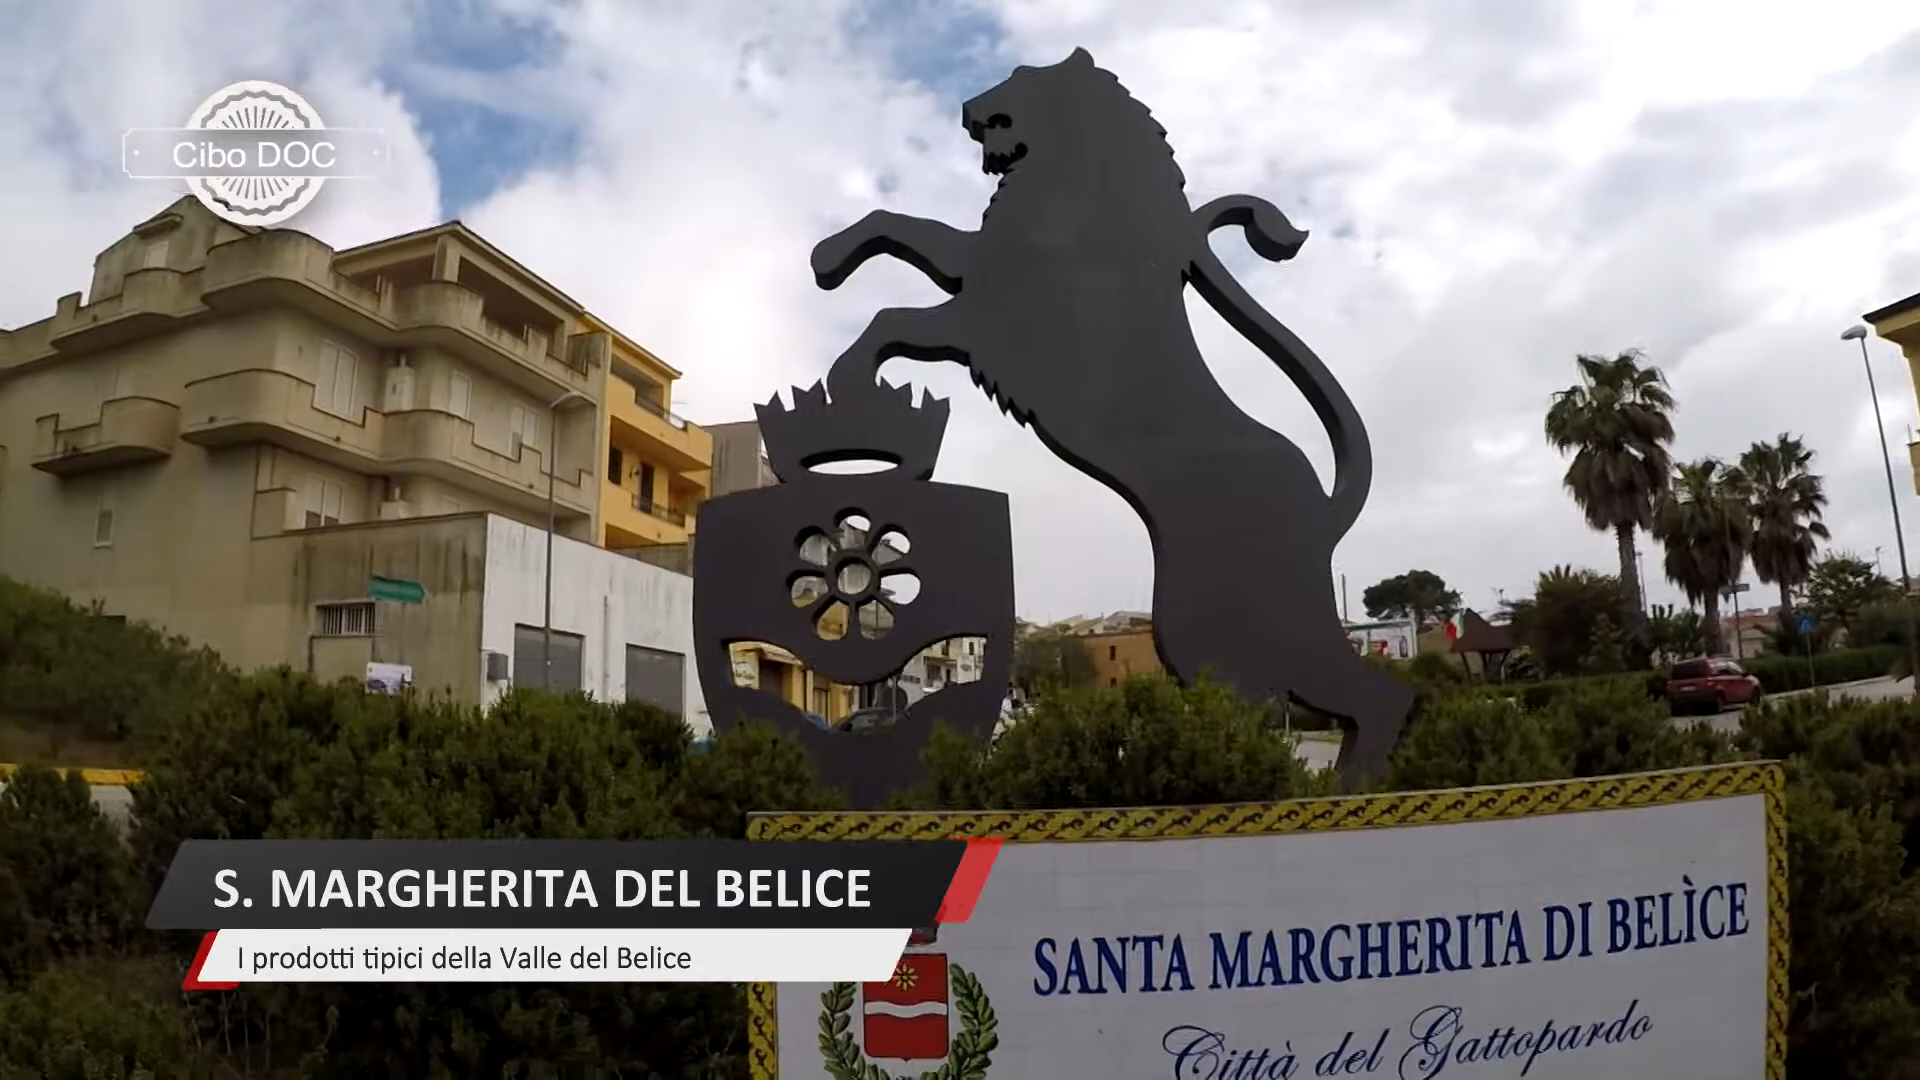 Cibo DOC
S. MARGHERITA DEL BELICE
I prodotti tipici della Valle del Belice
SANTA MARGHERITA DI BELÌCE
Città del Gattopardo